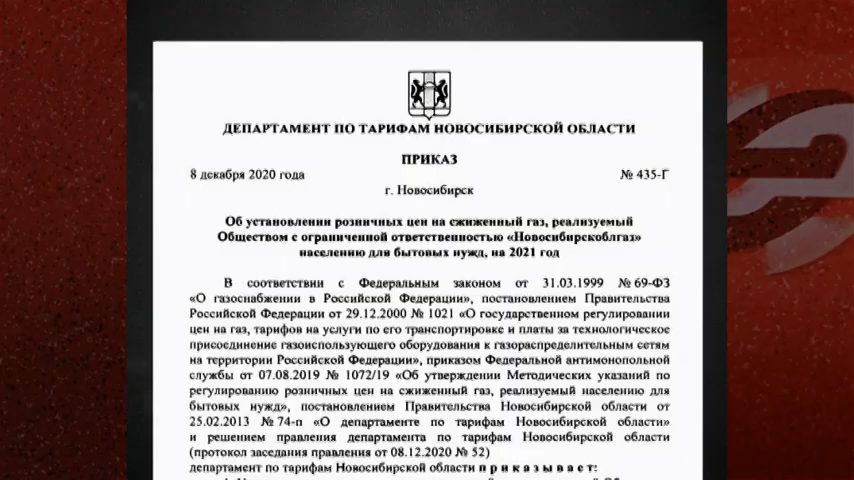 ДЕПАРТАМЕНТ ПО ТАРИФАМ НОВОСИБИРСКОЙ ОБЛАСТИ
ПРИКАЗ
8 декабря 2020 года № 435-Г
г. Новосибирск
Об установлении розничных цен на сжиженный газ, реализуемый
Обществом с ограниченной ответственностью «Новосибирскоблгаз»
населению для бытовых нужд, на 2021 год
В соответствии с Федеральным законом от 31.03.1999 № 69-ФЗ
«О газоснабжении в Российской Федерации», постановлением Правительства
Российской Федерации от 29.12.2000 № 1021 «О государственном регулировании
цен на газ, тарифов на услуги по его транспортировке и платы за технологическое
присоединение газоиспользующего оборудования к газораспределительным сетям
на территории Российской Федерации», приказом Федеральной антимонопольной
службы от 07.08.2019 № 1072/19 «Об утверждении Методических указаний по
регулированию розничных цен на сжиженный газ, реализуемый населению для
бытовых нужд», постановлением Правительства Новосибирской области от
25.02.2013 № 74-п «О департаменте по тарифам Новосибирской области»
и решением правления департамента по тарифам Новосибирской области
(протокол заседания правления от 08.12.2020 № 52)
департамент по тарифам Новосибирской области п р и к а з ы в а е т: